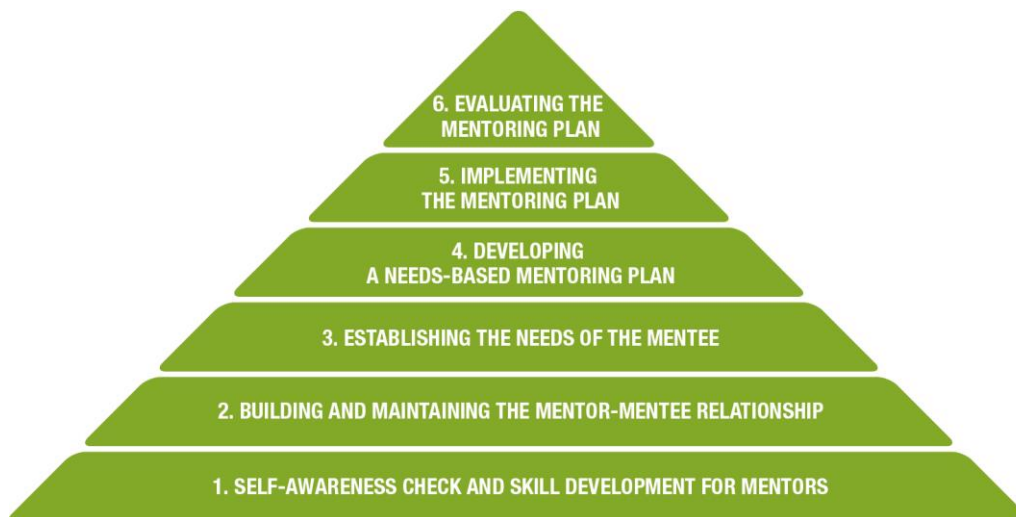 6. EVALUATING THE
MENTORING PLAN
5. IMPLEMENTING
THE MENTORING PLAN
4. DEVELOPING
A NEEDS-BASED MENTORING PLAN
3. ESTABLISHING THE NEEDS OF THE MENTEE
2. BUILDING AND MAINTAINING THE MENTOR-MENTEE RELATIONSHIP
1. SELF-AWARENESS CHECK AND SKILL DEVELOPMENT FOR MENTORS